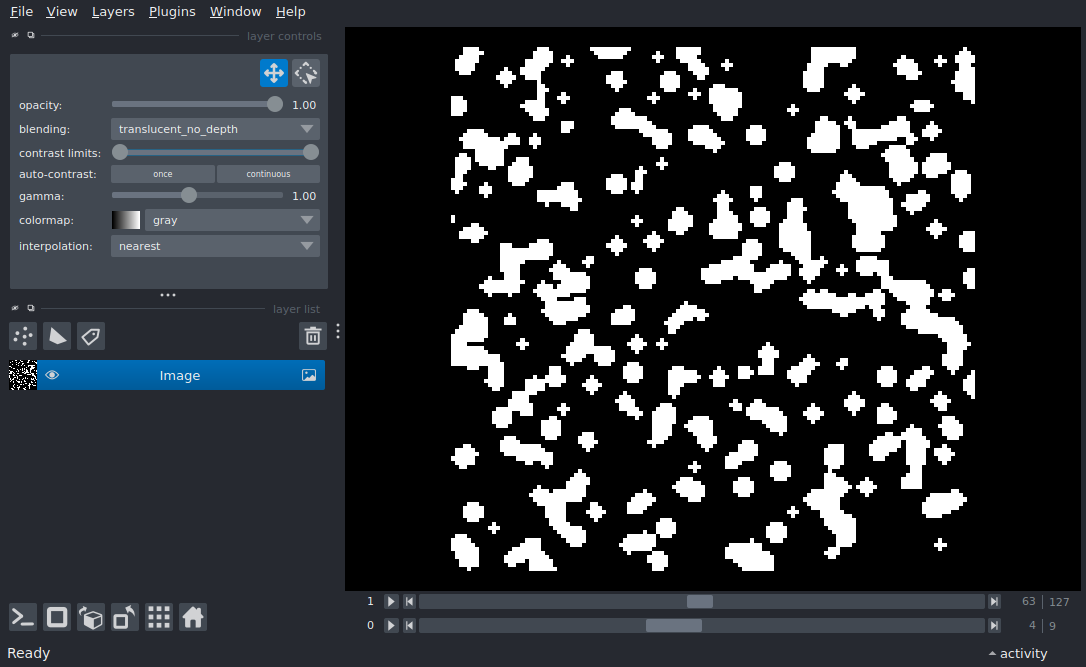 File View Layers Plugins Window Help
layer controls
opacity: 1.00
blending: translucent_no_depth
contrast limits:
auto-contrast: once continuous
gamma: 1.00
colormap: gray
interpolation: nearest
layer list
Image
1 63 127
0 4 9
Ready activity